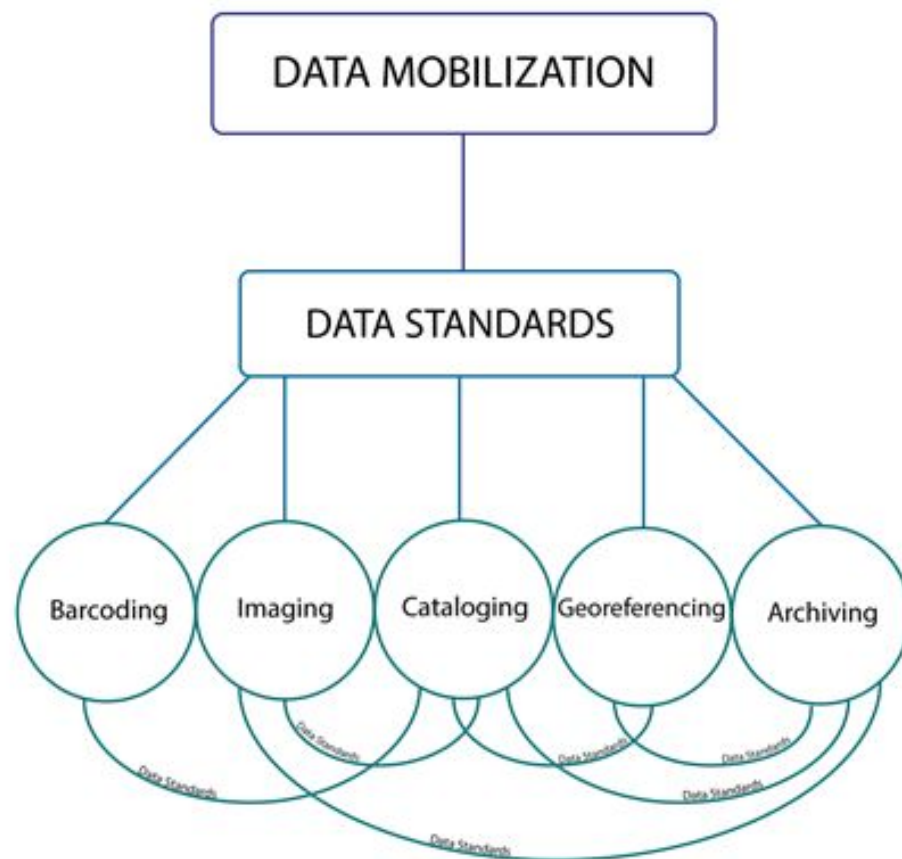 DATA MOBILIZATION
DATA STANDARDS
Barcoding
Imaging
Cataloging
Georeferencing
Archiving
Data Standards
Data Standards
Data Standards
Data Standards
Data Standards
Data Standards